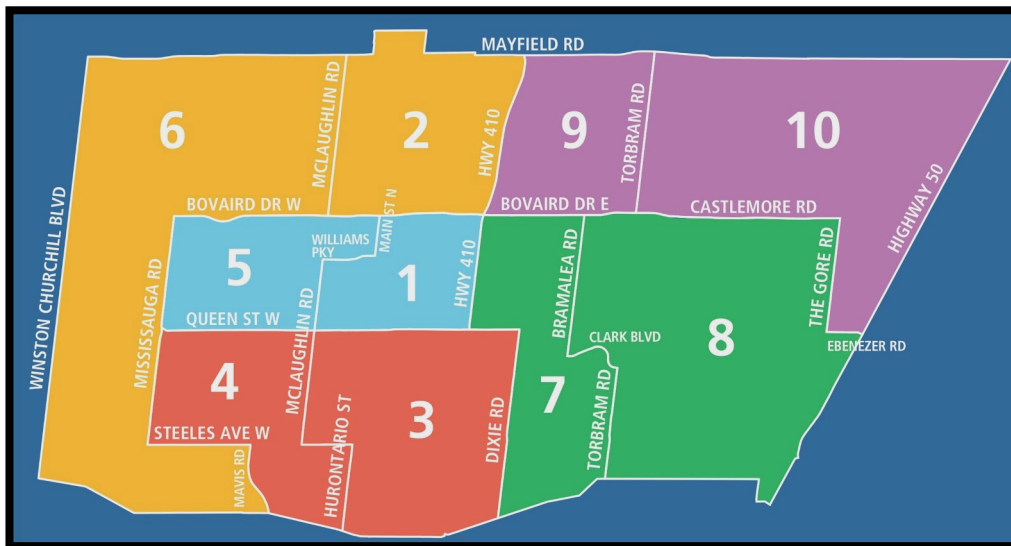 MAYFIELD RD
6
MCLAUGHLIN RD
2
HWY 410
9
TORBRAM RD
10
HIGHWAY 50
WINSTON CHURCHILL BLVD
BOVAIRD DR W
MAIN ST N
BOVAIRD DR E
CASTLEMORE RD
MISSISSAUGA RD
5
WILLIAMS
PKY
1
HWY 410
BRAMALEA RD
THE GORE RD
QUEEN ST W
MCLAUGHLIN RD
CLARK BLVD
8
EBENEZER RD
4
3
DIXIE RD
7
TORBRAM RD
STEELES AVE W
MAVIS RD
HURONTARIO ST